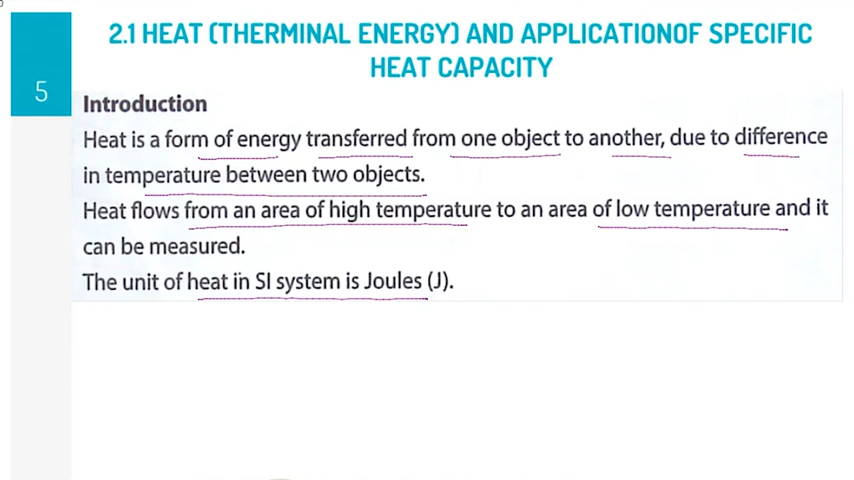 2.1 HEAT (THERMINAL ENERGY) AND APPLICATIONOF SPECIFIC
HEAT CAPACITY
5
Introduction
Heat is a form of energy transferred from one object to another, due to difference
in temperature between two objects.
Heat flows from an area of high temperature to an area of low temperature and it
can be measured.
The unit of heat in SI system is Joules (J).